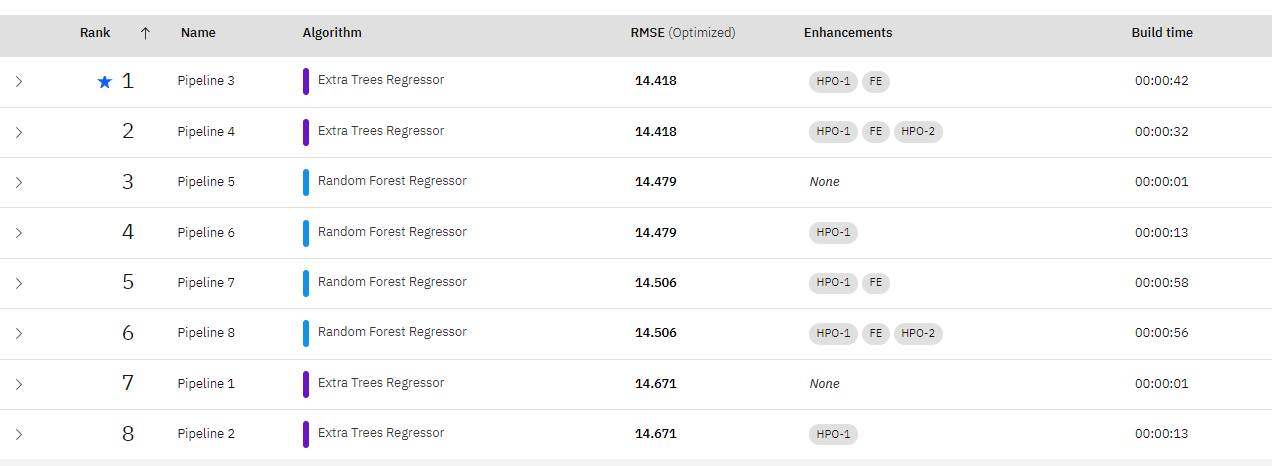 Rank ↑ Name Algorithm RMSE (Optimized) Enhancements Build time
1 Pipeline 3 Extra Trees Regressor 14.418 HPO-1 FE 00:00:42
2 Pipeline 4 Extra Trees Regressor 14.418 HPO-1 FE HPO-2 00:00:32
3 Pipeline 5 Random Forest Regressor 14.479 None 00:00:01
4 Pipeline 6 Random Forest Regressor 14.479 HPO-1 00:00:13
5 Pipeline 7 Random Forest Regressor 14.506 HPO-1 FE 00:00:58
6 Pipeline 8 Random Forest Regressor 14.506 HPO-1 FE HPO-2 00:00:56
7 Pipeline 1 Extra Trees Regressor 14.671 None 00:00:01
8 Pipeline 2 Extra Trees Regressor 14.671 HPO-1 00:00:13